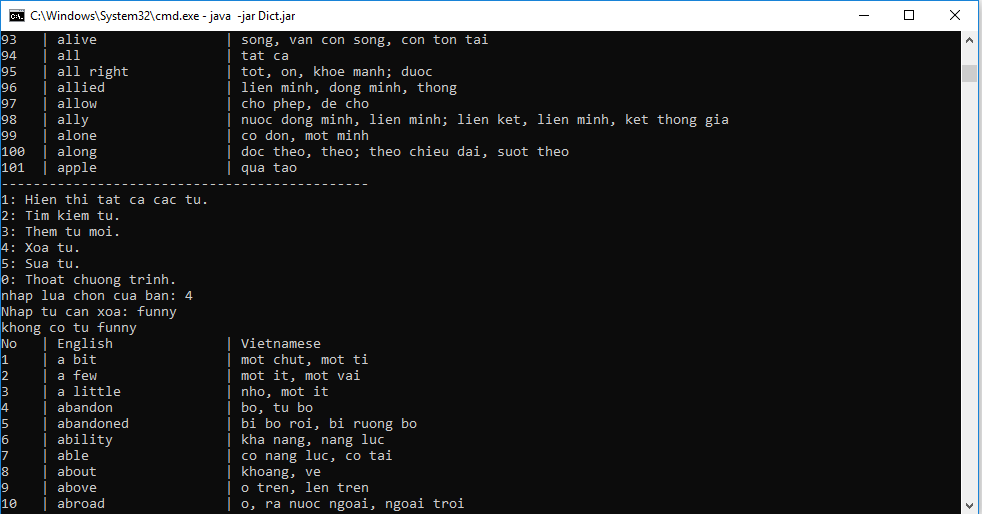 C:\Windows\System32\cmd.exe - java  -jar Dict.jar
93   | alive                | song, van con song, con ton tai
94   | all                  | tat ca
95   | all right            | tot, on, khoe manh; duoc
96   | allied               | lien minh, dong minh, thong
97   | allow                | cho phep, de cho
98   | ally                 | nuoc dong minh, lien minh; lien ket, lien minh, ket thong gia
99   | alone                | co don, mot minh
100  | along                | doc theo, theo; theo chieu dai, suot theo
101  | apple                | qua tao
----------------------------------------------
1: Hien thi tat ca cac tu.
2: Tim kiem tu.
3: Them tu moi.
4: Xoa tu.
5: Sua tu.
0: Thoat chuong trinh.
nhap lua chon cua ban: 4
Nhap tu can xoa: funny
khong co tu funny
No   | English              | Vietnamese
1    | a bit                | mot chut, mot ti
2    | a few                | mot it, mot vai
3    | a little             | nho, mot it
4    | abandon              | bo, tu bo
5    | abandoned            | bi bo roi, bi ruong bo
6    | ability              | kha nang, nang luc
7    | able                 | co nang luc, co tai
8    | about                | khoang, ve
9    | above                | o tren, len tren
10   | abroad               | o, ra nuoc ngoai, ngoai troi